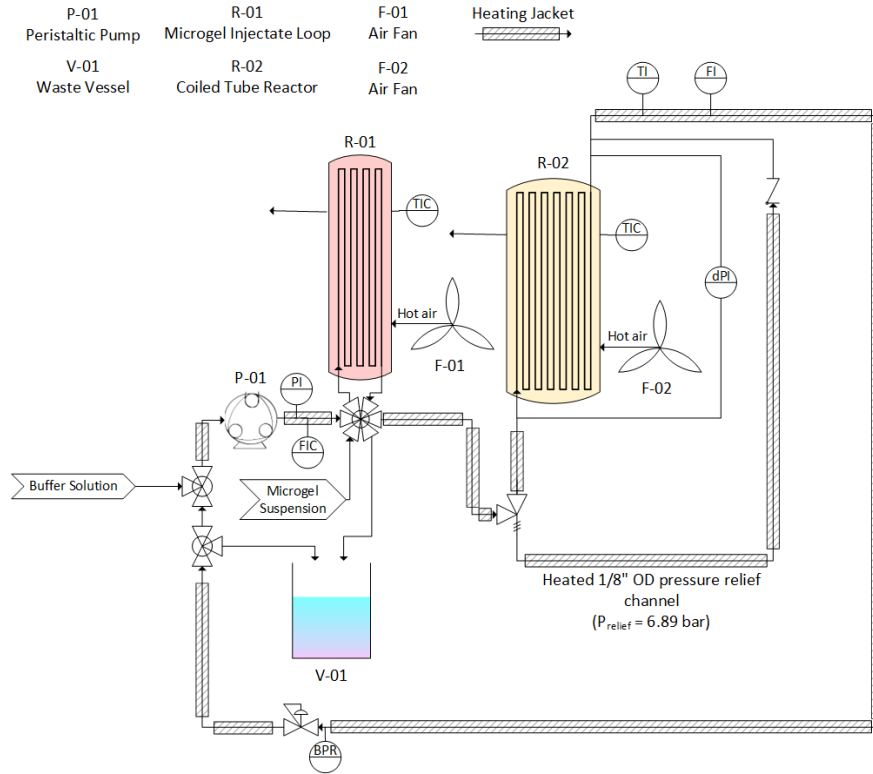 P-01
Peristaltic Pump
R-01
Microgel Injectate Loop
F-01
Air Fan
Heating Jacket
V-01
Waste Vessel
R-02
Coiled Tube Reactor
F-02
Air Fan
TI
FI
R-01
R-02
TIC
TIC
dPI
Hot air
F-01
Hot air
F-02
P-01
PI
FIC
Buffer Solution
Microgel
Suspension
Heated 1/8" OD pressure relief
channel
(Prelief = 6.89 bar)
V-01
BPR